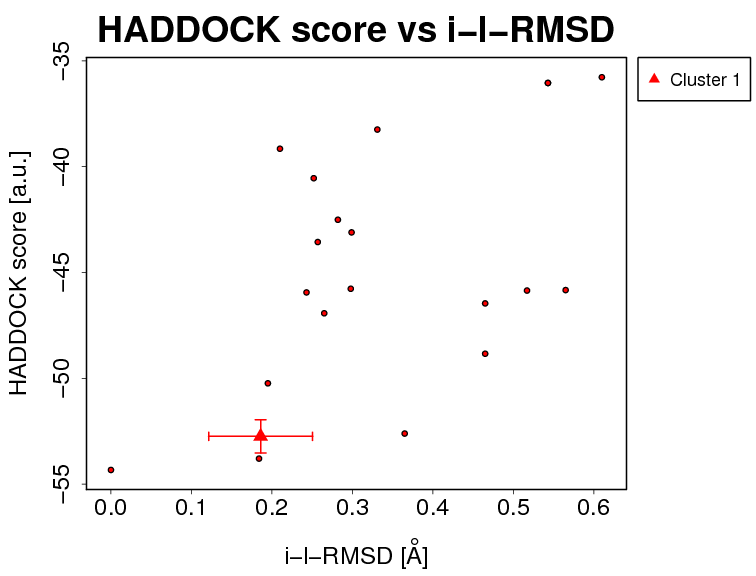 HADDOCK score vs i−l−RMSD
Cluster 1
HADDOCK score [a.u.]
−35
−40
−45
−50
−55
0.0 0.1 0.2 0.3 0.4 0.5 0.6
i−l−RMSD [Å]